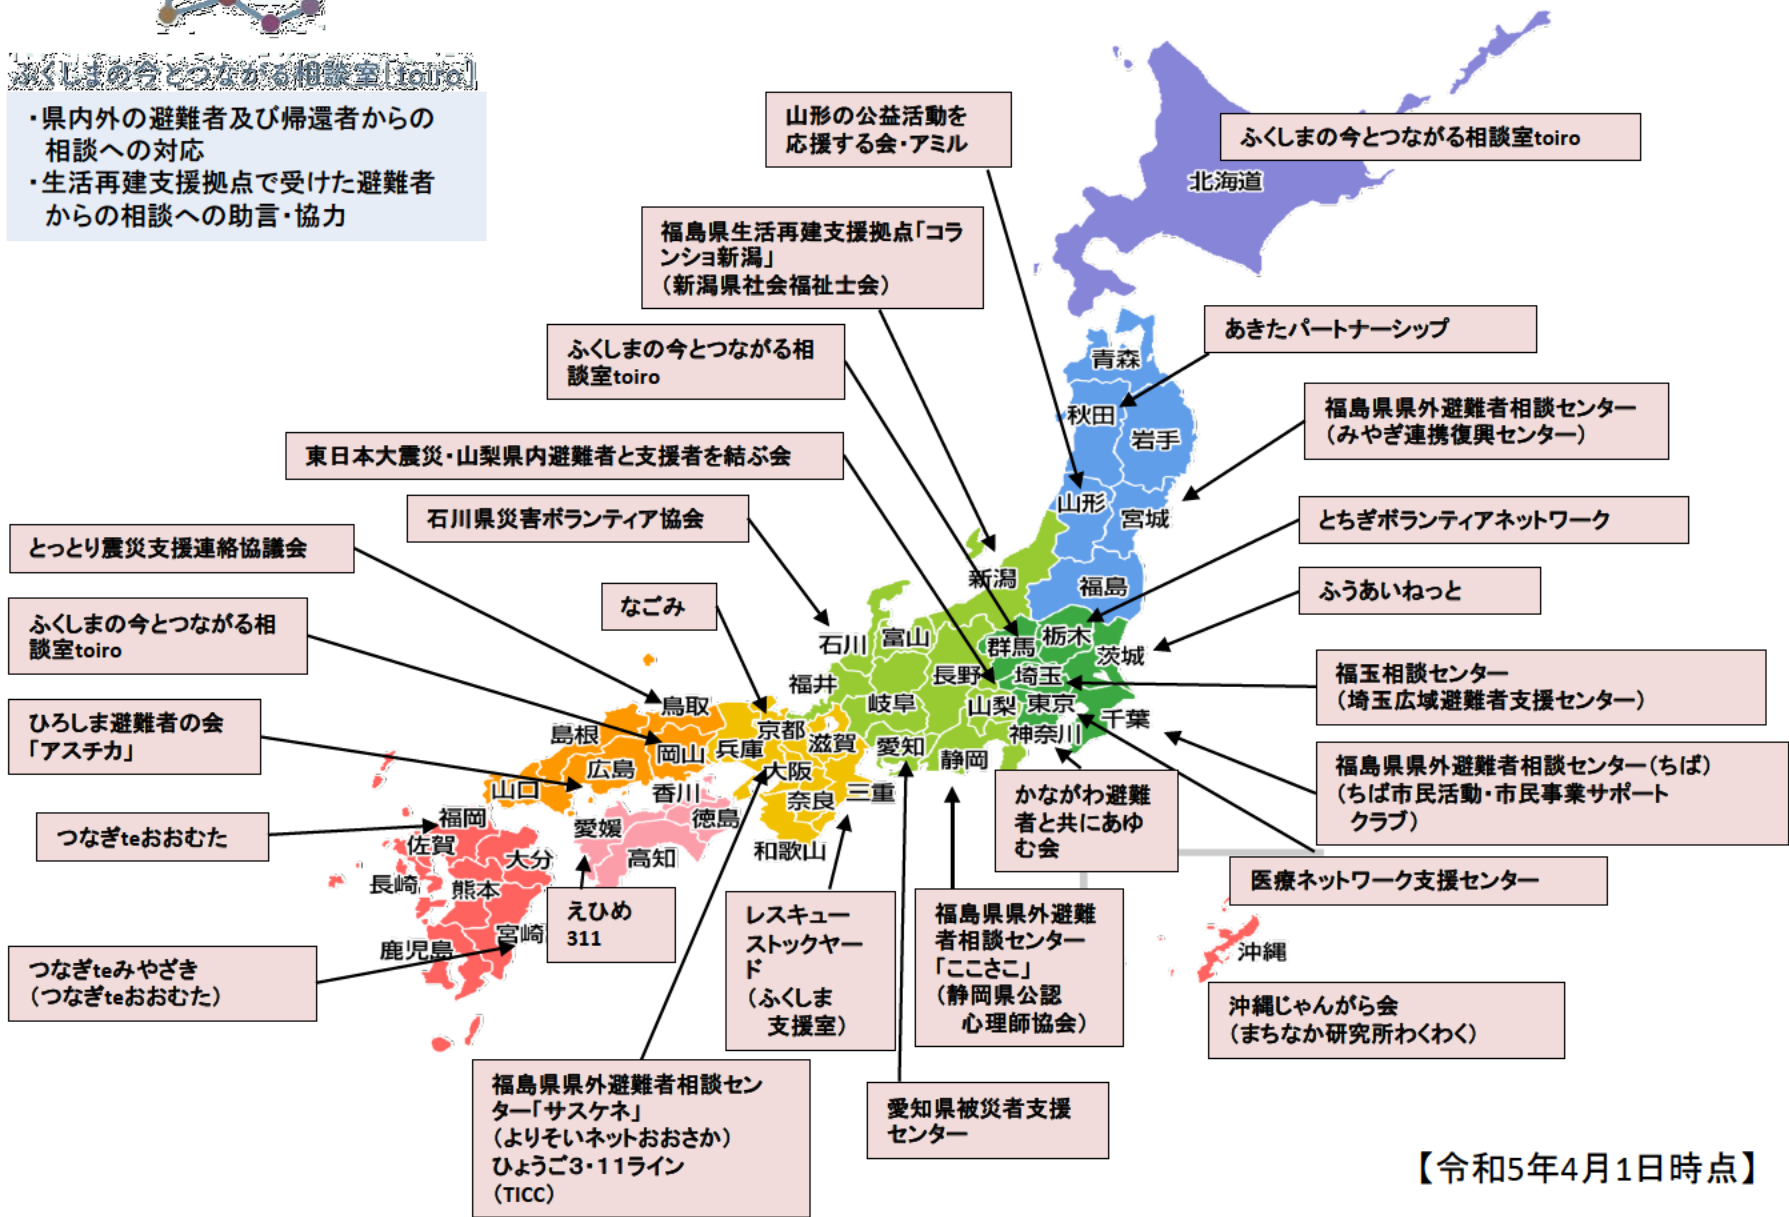 ふくしまの今とつながる相談室[toiro]
・県内外の避難者及び帰還者からの
相談への対応
・生活再建支援拠点で受けた避難者
からの相談への助言・協力
山形の公益活動を
応援する会・アミル
ふくしまの今とつながる相談室toiro
北海道
福島県生活再建支援拠点「コラ
ンショ新潟」
（新潟県社会福祉士会）
あきたパートナーシップ
ふくしまの今とつながる相
談室toiro
青森
秋田
岩手
福島県県外避難者相談センター
（みやぎ連携復興センター）
東日本大震災・山梨県内避難者と支援者を結ぶ会
山形
宮城
石川県災害ボランティア協会
とちぎボランティアネットワーク
とっとり震災支援連絡協議会
新潟
福島
ふうあいねっと
なごみ
ふくしまの今とつながる相
談室toiro
石川
富山
群馬
栃木
茨城
福井
長野
埼玉
福玉相談センター
（埼玉広域避難者支援センター）
ひろしま避難者の会
「アスチカ」
鳥取
岐阜
山梨
東京
千葉
島根
岡山
兵庫
京都
滋賀
愛知
静岡
神奈川
広島
大阪
福島県県外避難者相談センター（ちば）
（ちば市民活動・市民事業サポート
クラブ）
山口
香川
奈良
三重
かながわ避難
者と共にあゆ
む会
つなぎteおおむた
福岡
佐賀
大分
愛媛
徳島
高知
和歌山
長崎
熊本
医療ネットワーク支援センター
えひめ
311
レスキュー
ストックヤー
ド
（ふくしま
支援室）
福島県県外避難
者相談センター
「ここさこ」
（静岡県公認
心理師協会）
鹿児島
宮崎
沖縄
つなぎteみやざき
（つなぎteおおむた）
沖縄じゃんがら会
（まちなか研究所わくわく）
福島県県外避難者相談セン
ター「サスケネ」
（よりそいネットおおさか）
ひょうご3・11ライン
（TICC）
愛知県被災者支援
センター
【令和5年4月1日時点】